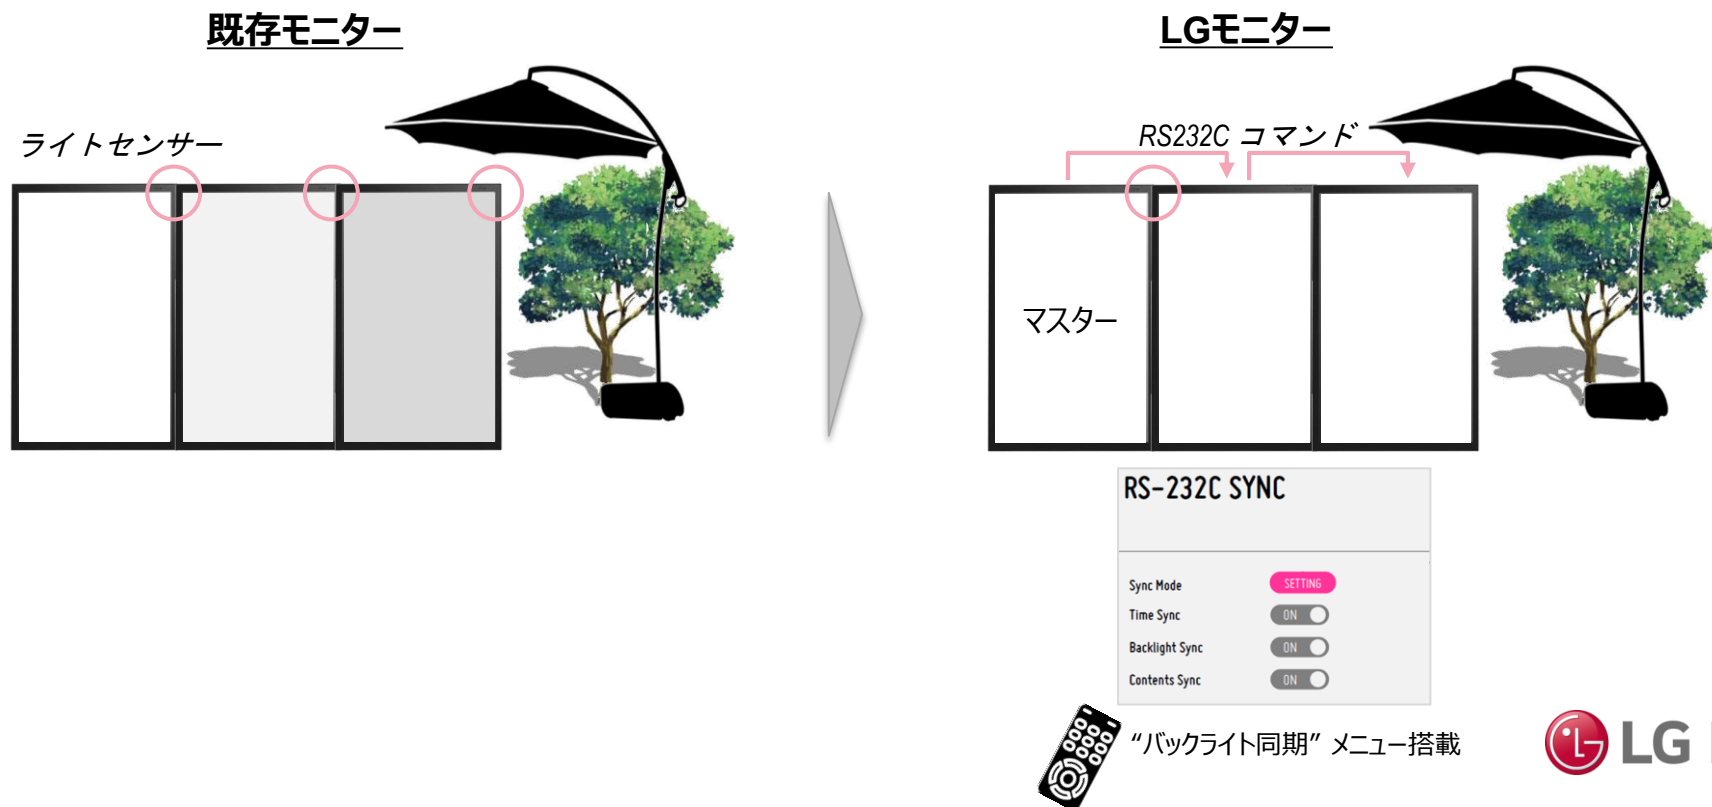 既存モニター
LGモニター
ライトセンサー
RS232C コマンド
マスター
RS-232C SYNC
Sync Mode
SETTING
Time Sync
ON
Backlight Sync
ON
Contents Sync
ON
“バックライト同期” メニュー搭載
LG